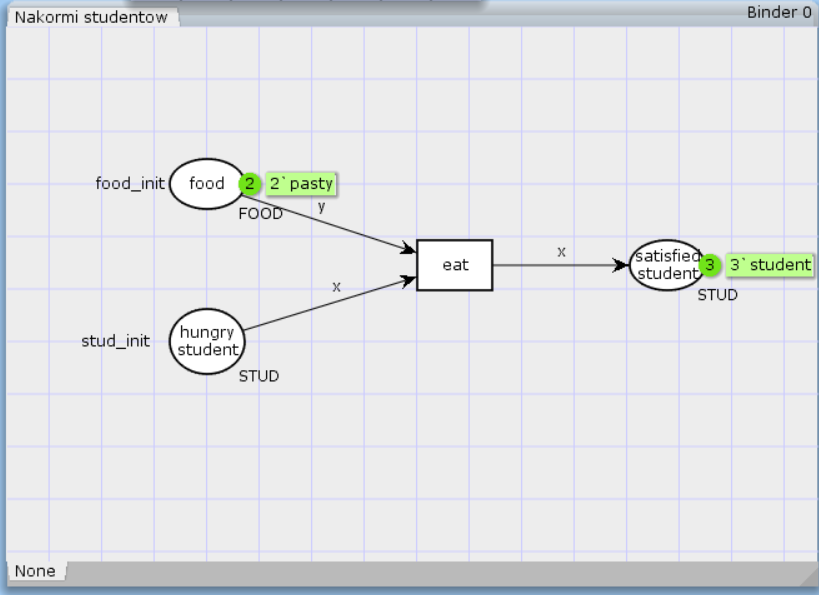 Nakormi studentow
Binder 0
food_init
food
2
2`pasty
FOOD
y
eat
x
satisfied
student
3
3`student
STUD
x
stud_init
hungry
student
STUD
None